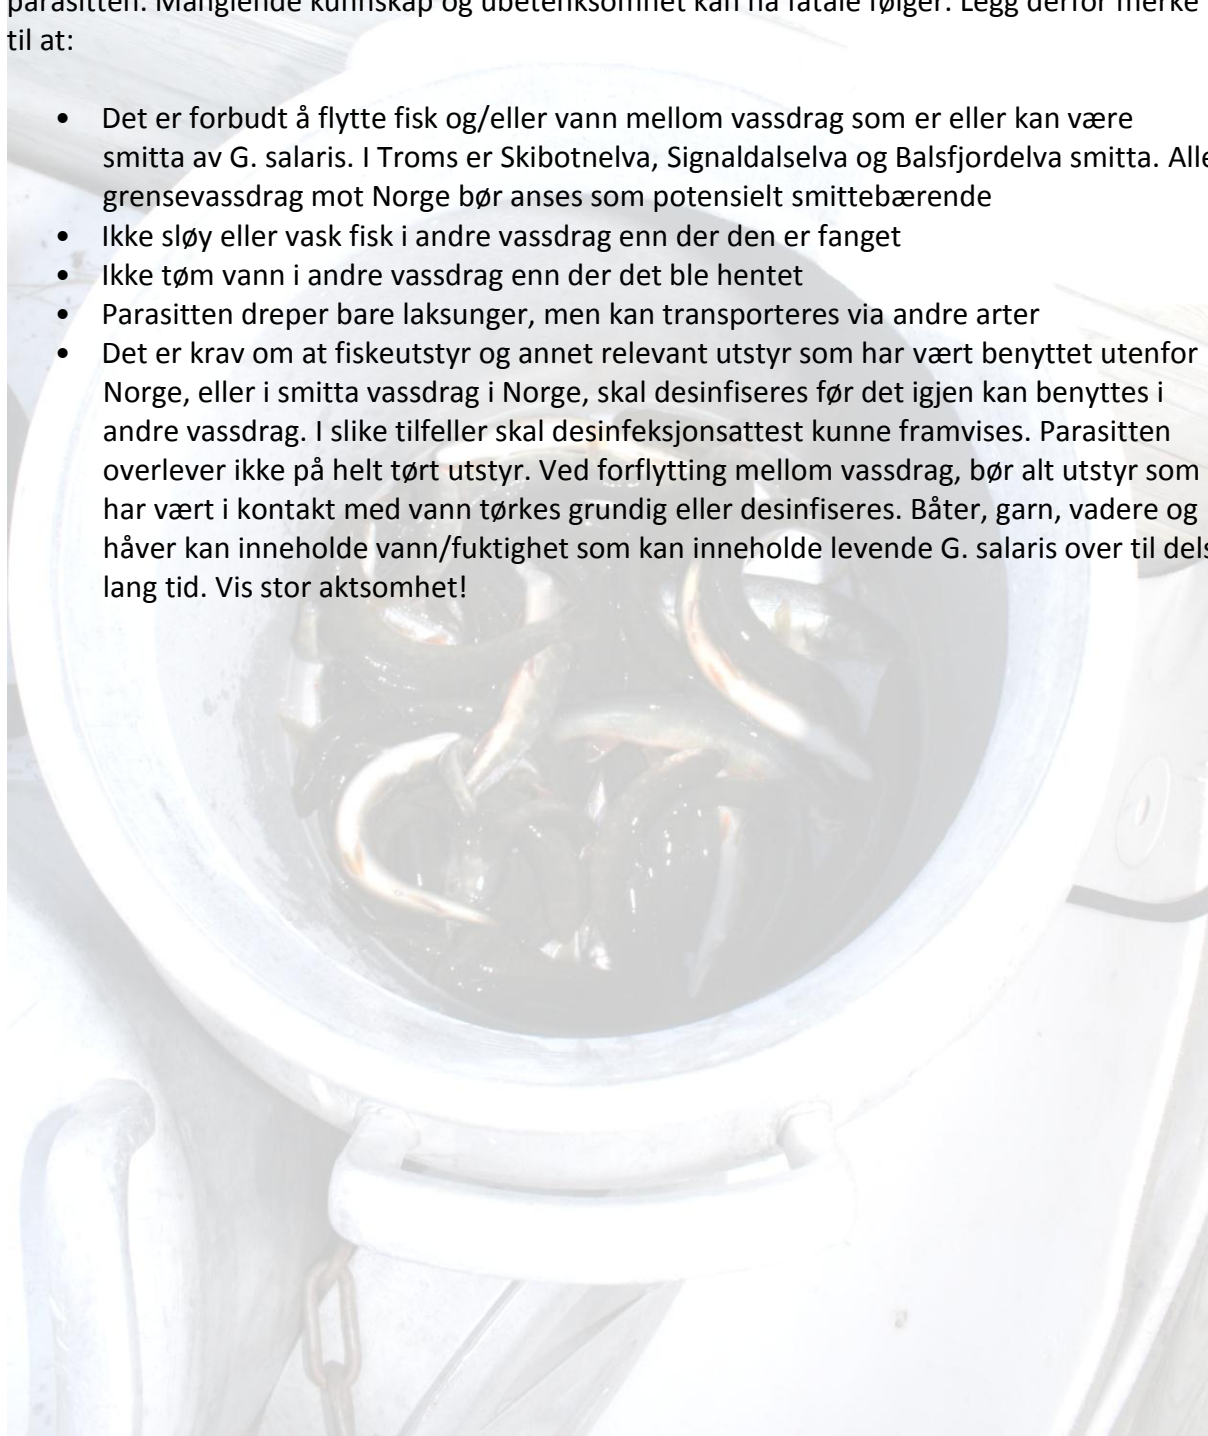 parasitten. Manglende kunnskap og ubetenksomhet kan ha fatale følger. Legg derfor merke
til at:
• Det er forbudt å flytte fisk og/eller vann mellom vassdrag som er eller kan være
smitta av G. salaris. I Troms er Skibotnelva, Signaldalselva og Balsfjordelva smitta. Alle
grensevassdrag mot Norge bør anses som potensielt smittebærende
• Ikke sløy eller vask fisk i andre vassdrag enn der den er fanget
• Ikke tøm vann i andre vassdrag enn der det ble hentet
• Parasitten dreper bare laksunger, men kan transporteres via andre arter
• Det er krav om at fiskeutstyr og annet relevant utstyr som har vært benyttet utenfor
Norge, eller i smitta vassdrag i Norge, skal desinfiseres før det igjen kan benyttes i
andre vassdrag. I slike tilfeller skal desinfeksjonsattest kunne framvises. Parasitten
overlever ikke på helt tørt utstyr. Ved forflytting mellom vassdrag, bør alt utstyr som
har vært i kontakt med vann tørkes grundig eller desinfiseres. Båter, garn, vadere og
håver kan inneholde vann/fuktighet som kan inneholde levende G. salaris over til dels
lang tid. Vis stor aktsomhet!